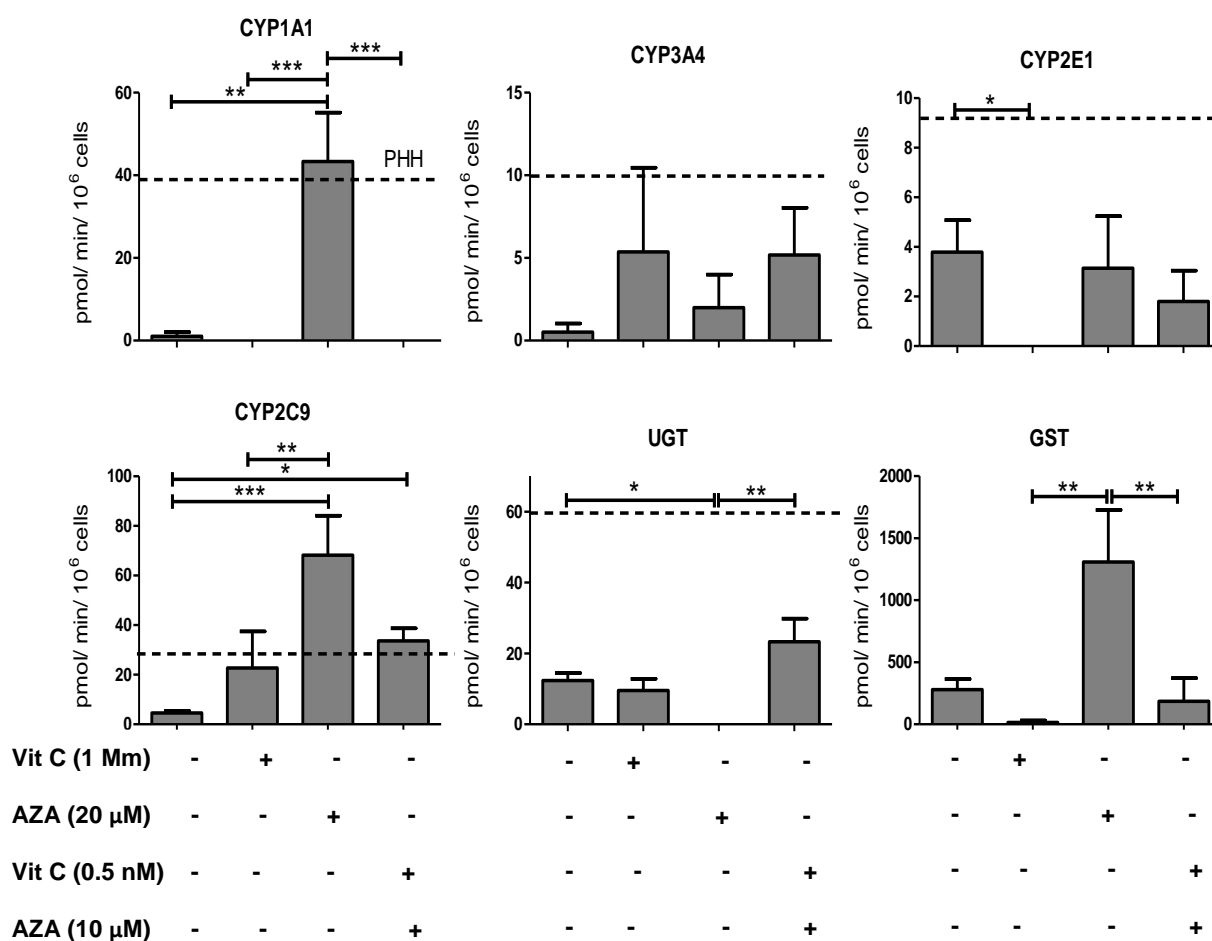 CYP1A1
***
***
**
60
40
20
0
pmol/ min/ 10⁶ cells
PHH
CYP3A4
15
10
5
0
pmol/ min/ 10⁶ cells
CYP2E1
*
10
8
6
4
2
0
pmol/ min/ 10⁶ cells
CYP2C9
**
*
***
100
80
60
40
20
0
pmol/ min/ 10⁶ cells
UGT
* **
60
40
20
0
pmol/ min/ 10⁶ cells
GST
** **
2000
1500
1000
500
0
pmol/ min/ 10⁶ cells
Vit C (1 Mm) - + - - - + - - - + - -
AZA (20 µM) - - + - - - + - - - + -
Vit C (0.5 nM) - - - + - - - + - - - +
AZA (10 µM) - - - + - - - + - - - +